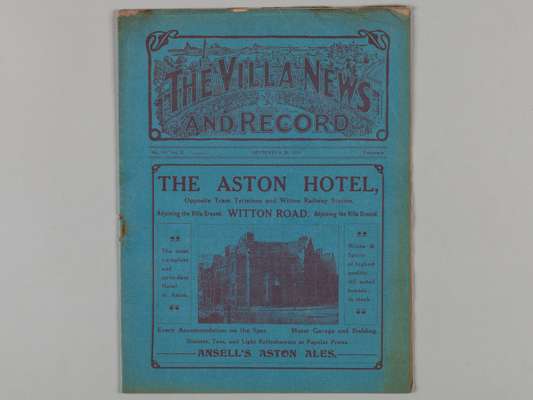 THE VILLA NEWS
AND RECORD
THE ASTON HOTEL,
Opposite Tram Terminus and Witton Railway Station,
Adjoining the Villa Ground. WITTON ROAD. Adjoining the Villa Ground.
"
The most
complete
and
up-to-date
Hotel
in Aston.
"
"
Wines &
Spirits
of highest
quality.
All noted
brands
in stock
"
Every Accommodation on the Spot. Motor Garage and Stabling.
Dinners, Teas, and Light Refreshments at Popular Prices.
ANSELL'S ASTON ALES.